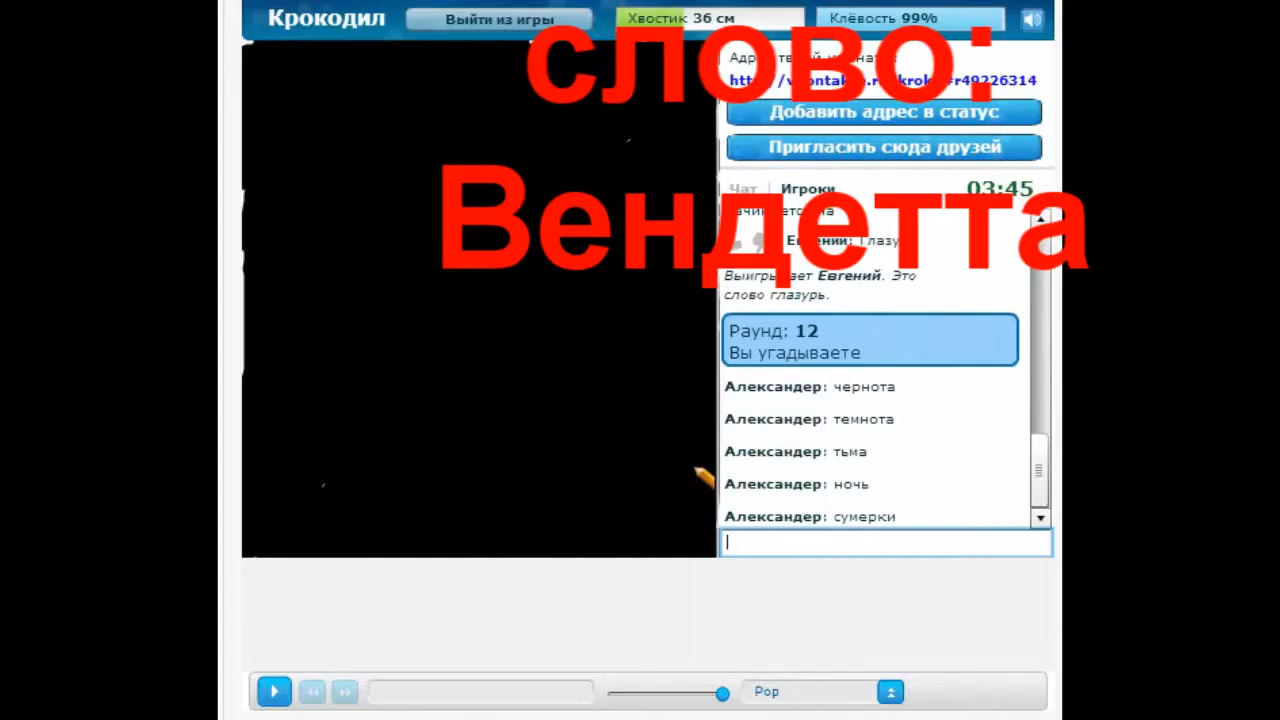 Крокодил
Выйти из игры
Хвостик 36 см
Клёвость 99%
слово:
Добавить адрес в статус
Пригласить сюда друзей
Вендетта
Чат | Игроки
03:45
Евгений: Глазу
Выигрывает Евгений. Это
слово глазурь.
Раунд: 12
Вы угадываете
Александер: чернота
Александер: темнота
Александер: тьма
Александер: ночь
Александер: сумерки
Pop